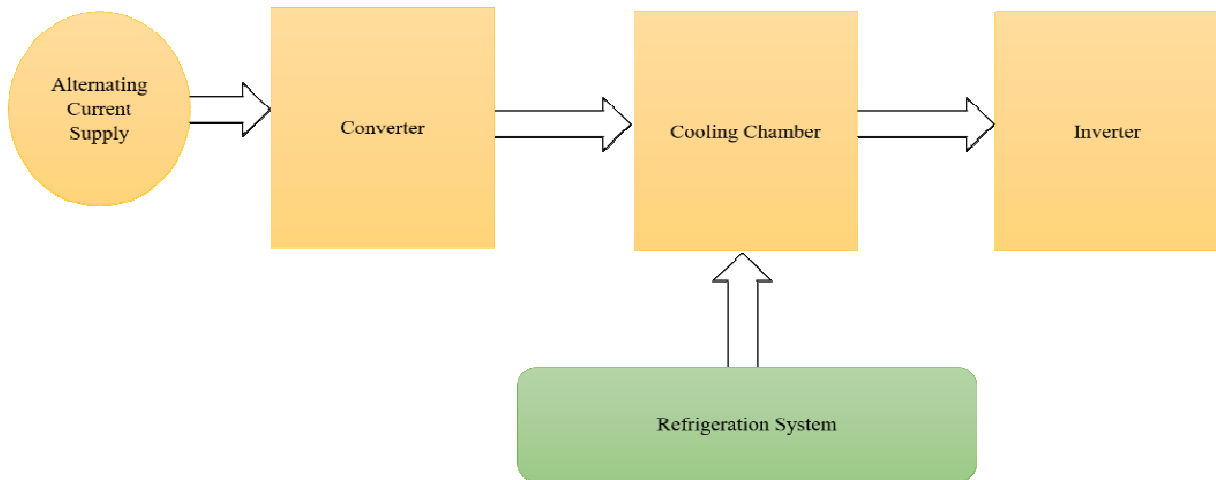 Alternating
Current
Supply
Converter
Cooling Chamber
Inverter
Refrigeration System